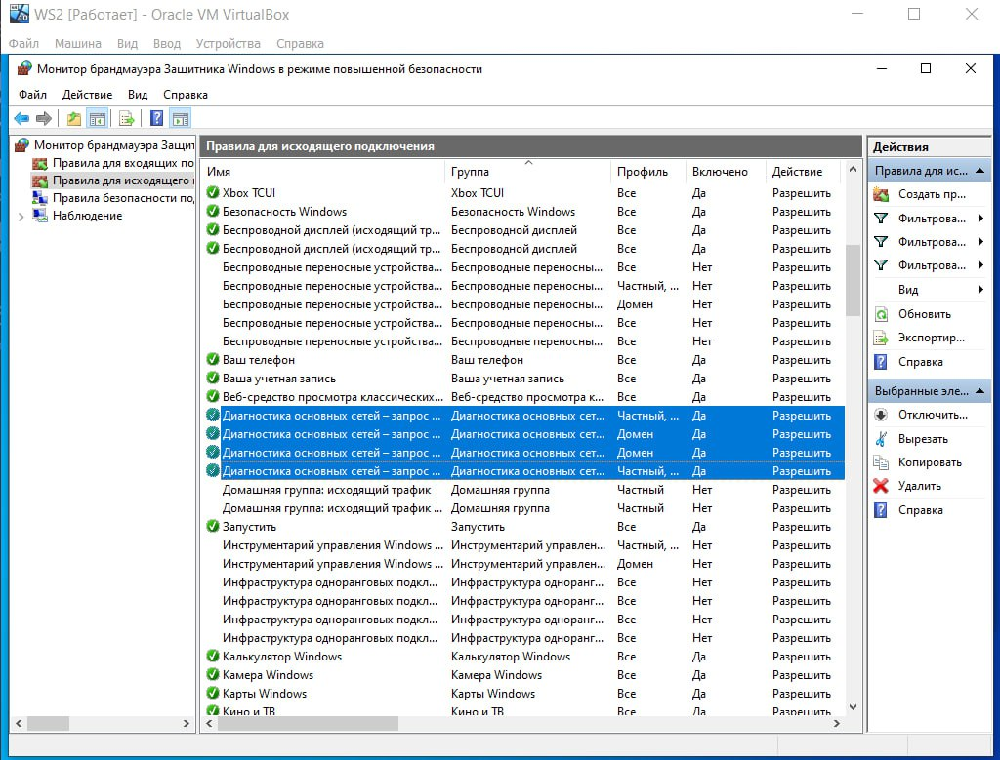 WS2 [Работает] - Oracle VM VirtualBox
Файл Машина Вид Ввод Устройства Справка
Монитор брандмауэра Защитника Windows в режиме повышенной безопасности
Файл Действие Вид Справка
Монитор брандмауэра Защит
Правила для входящих по
Правила для исходящего
Правила безопасности по
Наблюдение
Правила для исходящего подключения
Имя Группа Профиль Включено Действие
Xbox TCUI Xbox TCUI Все Да Разрешить
Безопасность Windows Безопасность Windows Все Да Разрешить
Беспроводной дисплей (исходящий тр... Беспроводной дисплей Все Да Разрешить
Беспроводной дисплей (исходящий тр... Беспроводной дисплей Все Да Разрешить
Беспроводные переносные устройства... Беспроводные переносны... Все Нет Разрешить
Беспроводные переносные устройства... Беспроводные переносны... Частный, ... Нет Разрешить
Беспроводные переносные устройства... Беспроводные переносны... Домен Нет Разрешить
Беспроводные переносные устройства... Беспроводные переносны... Все Нет Разрешить
Беспроводные переносные устройства... Беспроводные переносны... Все Нет Разрешить
Ваш телефон Ваш телефон Все Да Разрешить
Ваша учетная запись Ваша учетная запись Все Да Разрешить
Веб-средство просмотра классических... Веб-средство просмотра к... Все Да Разрешить
Диагностика основных сетей – запрос ... Диагностика основных сет... Частный, ... Да Разрешить
Диагностика основных сетей – запрос ... Диагностика основных сет... Домен Да Разрешить
Диагностика основных сетей – запрос ... Диагностика основных сет... Домен Да Разрешить
Диагностика основных сетей – запрос ... Диагностика основных сет... Частный, ... Да Разрешить
Домашняя группа: исходящий трафик Домашняя группа Частный Нет Разрешить
Домашняя группа: исходящий трафик ... Домашняя группа Частный Нет Разрешить
Запустить Запустить Все Да Разрешить
Инструментарий управления Windows ... Инструментарий управлен... Частный, ... Нет Разрешить
Инструментарий управления Windows ... Инструментарий управлен... Домен Нет Разрешить
Инфраструктура одноранговых подкл... Инфраструктура одноранг... Все Нет Разрешить
Инфраструктура одноранговых подкл... Инфраструктура одноранг... Все Нет Разрешить
Инфраструктура одноранговых подкл... Инфраструктура одноранг... Все Нет Разрешить
Инфраструктура одноранговых подкл... Инфраструктура одноранг... Все Нет Разрешить
Калькулятор Windows Калькулятор Windows Все Да Разрешить
Камера Windows Камера Windows Все Да Разрешить
Карты Windows Карты Windows Все Да Разрешить
Кино и ТВ Кино и ТВ Все Да Разрешить
Действия
Правила для ис...
Создать пр...
Фильтрова...
Фильтрова...
Фильтрова...
Вид
Обновить
Экспортир...
Справка
Выбранные эле...
Отключить...
Вырезать
Копировать
Удалить
Справка